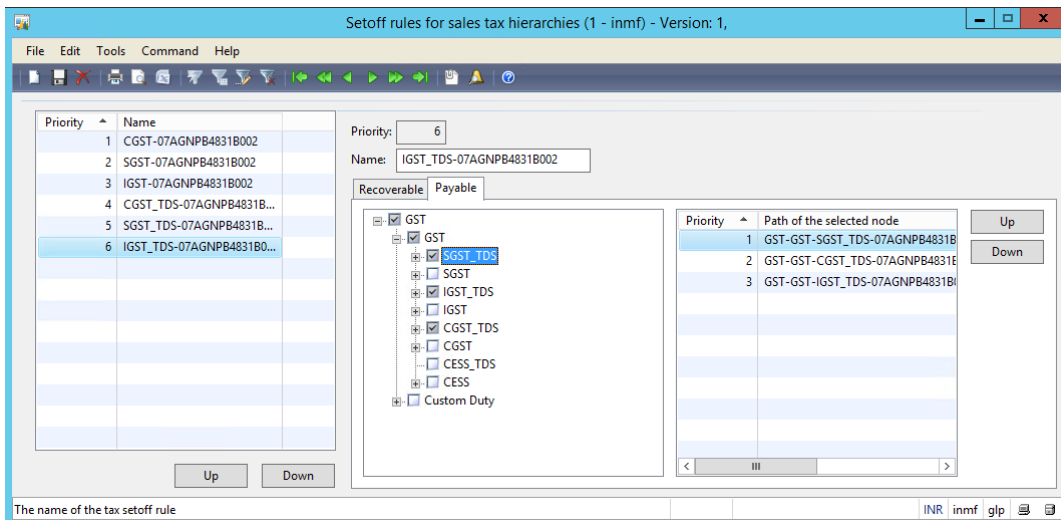 Setoff rules for sales tax hierarchies (1 - inmf) - Version: 1,
File Edit Tools Command Help
Priority Name
1 CGST-07AGNPB4831B002
2 SGST-07AGNPB4831B002
3 IGST-07AGNPB4831B002
4 CGST_TDS-07AGNPB4831B...
5 SGST_TDS-07AGNPB4831B...
6 IGST_TDS-07AGNPB4831B0...
Up Down
Priority: 6
Name: IGST_TDS-07AGNPB4831B002
Recoverable Payable
GST
GST
SGST_TDS
SGST
IGST_TDS
IGST
CGST_TDS
CGST
CESS_TDS
CESS
Custom Duty
Priority Path of the selected node
1 GST-GST-SGST_TDS-07AGNPB4831B
2 GST-GST-CGST_TDS-07AGNPB4831B
3 GST-GST-IGST_TDS-07AGNPB4831B0
Up
Down
The name of the tax setoff rule
INR inmf glp